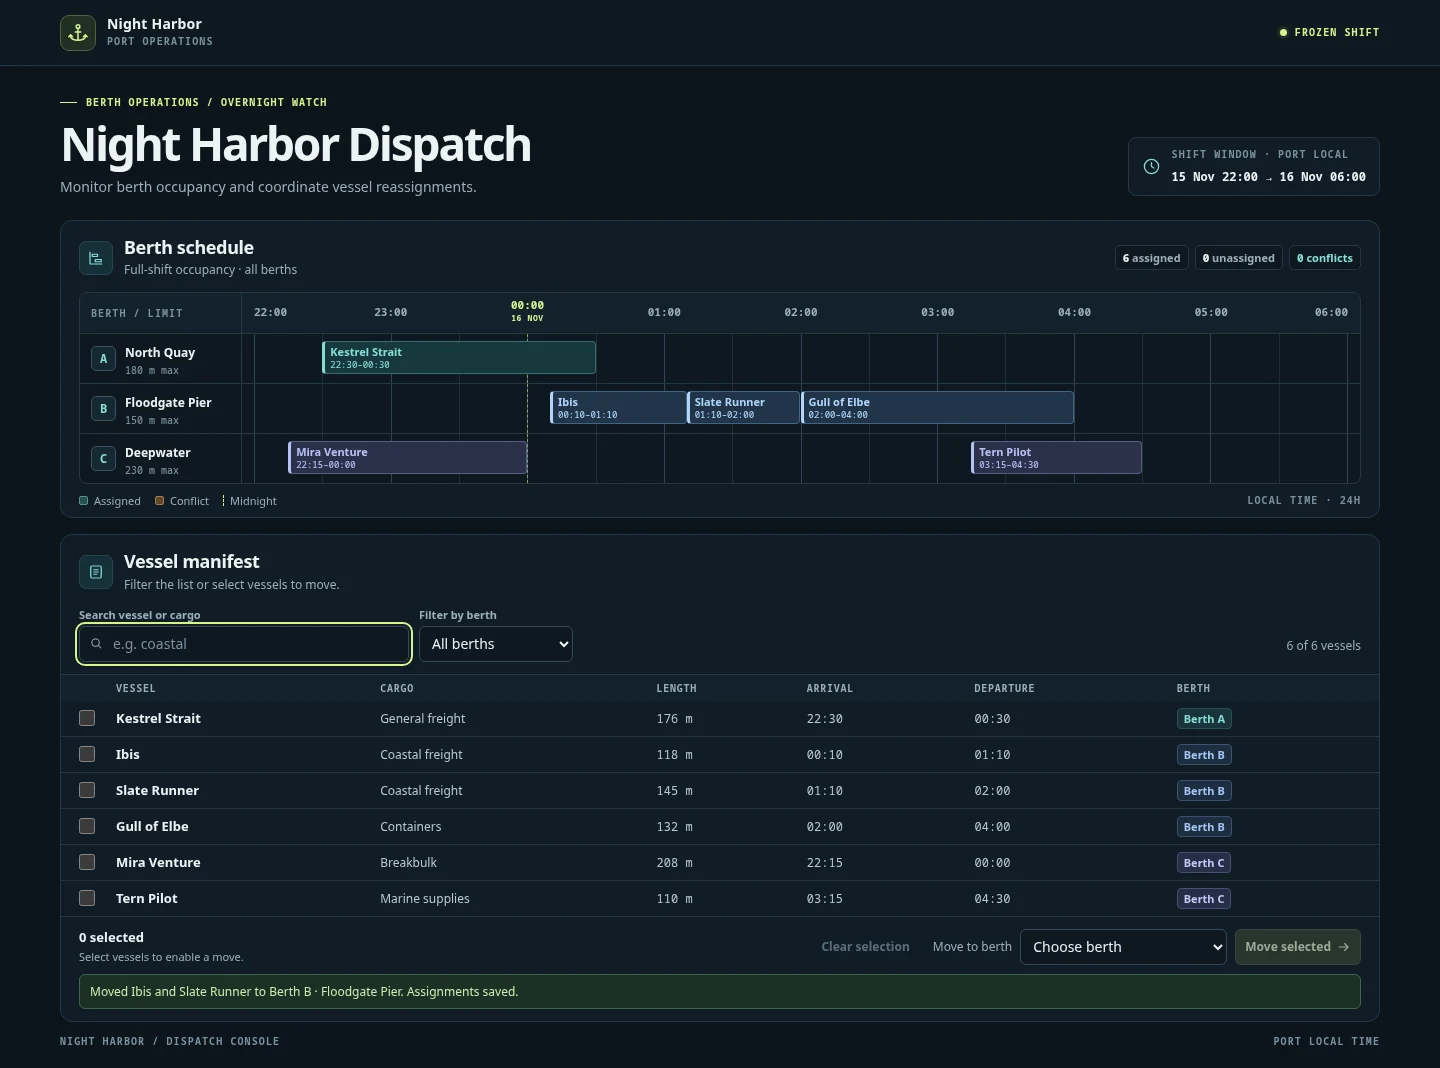 Night Harbor
PORT OPERATIONS
FROZEN SHIFT
BERTH OPERATIONS / OVERNIGHT WATCH
Night Harbor Dispatch
Monitor berth occupancy and coordinate vessel reassignments.
SHIFT WINDOW · PORT LOCAL
15 Nov 22:00 → 16 Nov 06:00
Berth schedule
Full-shift occupancy · all berths
6 assigned
0 unassigned
0 conflicts
BERTH / LIMIT
22:00 23:00 00:00 01:00 02:00 03:00 04:00 05:00 06:00
16 NOV
A North Quay
180 m max
Kestrel Strait
22:30–00:30
B Floodgate Pier
150 m max
Ibis
00:10–01:10
Slate Runner
01:10–02:00
Gull of Elbe
02:00–04:00
C Deepwater
230 m max
Mira Venture
22:15–00:00
Tern Pilot
03:15–04:30
Assigned Conflict Midnight
LOCAL TIME · 24H
Vessel manifest
Filter the list or select vessels to move.
Search vessel or cargo
e.g. coastal
Filter by berth
All berths
6 of 6 vessels
VESSEL CARGO LENGTH ARRIVAL DEPARTURE BERTH
Kestrel Strait General freight 176 m 22:30 00:30 Berth A
Ibis Coastal freight 118 m 00:10 01:10 Berth B
Slate Runner Coastal freight 145 m 01:10 02:00 Berth B
Gull of Elbe Containers 132 m 02:00 04:00 Berth B
Mira Venture Breakbulk 208 m 22:15 00:00 Berth C
Tern Pilot Marine supplies 110 m 03:15 04:30 Berth C
0 selected
Select vessels to enable a move.
Clear selection
Move to berth
Choose berth
Move selected →
Moved Ibis and Slate Runner to Berth B · Floodgate Pier. Assignments saved.
NIGHT HARBOR / DISPATCH CONSOLE
PORT LOCAL TIME